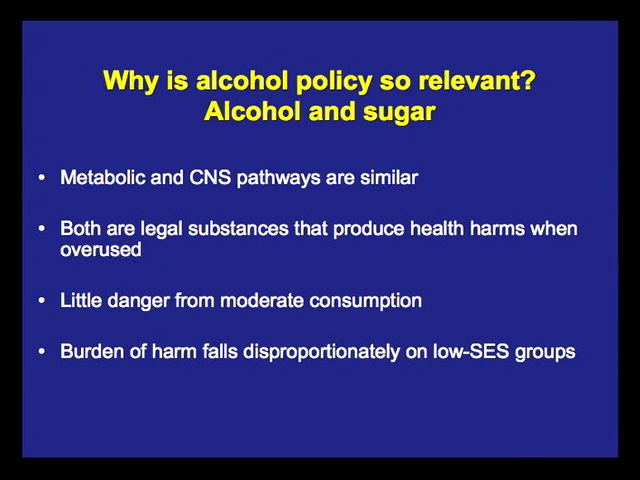 Why is alcohol policy so relevant?
Alcohol and sugar
• Metabolic and CNS pathways are similar
• Both are legal substances that produce health harms when
overused
• Little danger from moderate consumption
• Burden of harm falls disproportionately on low-SES groups